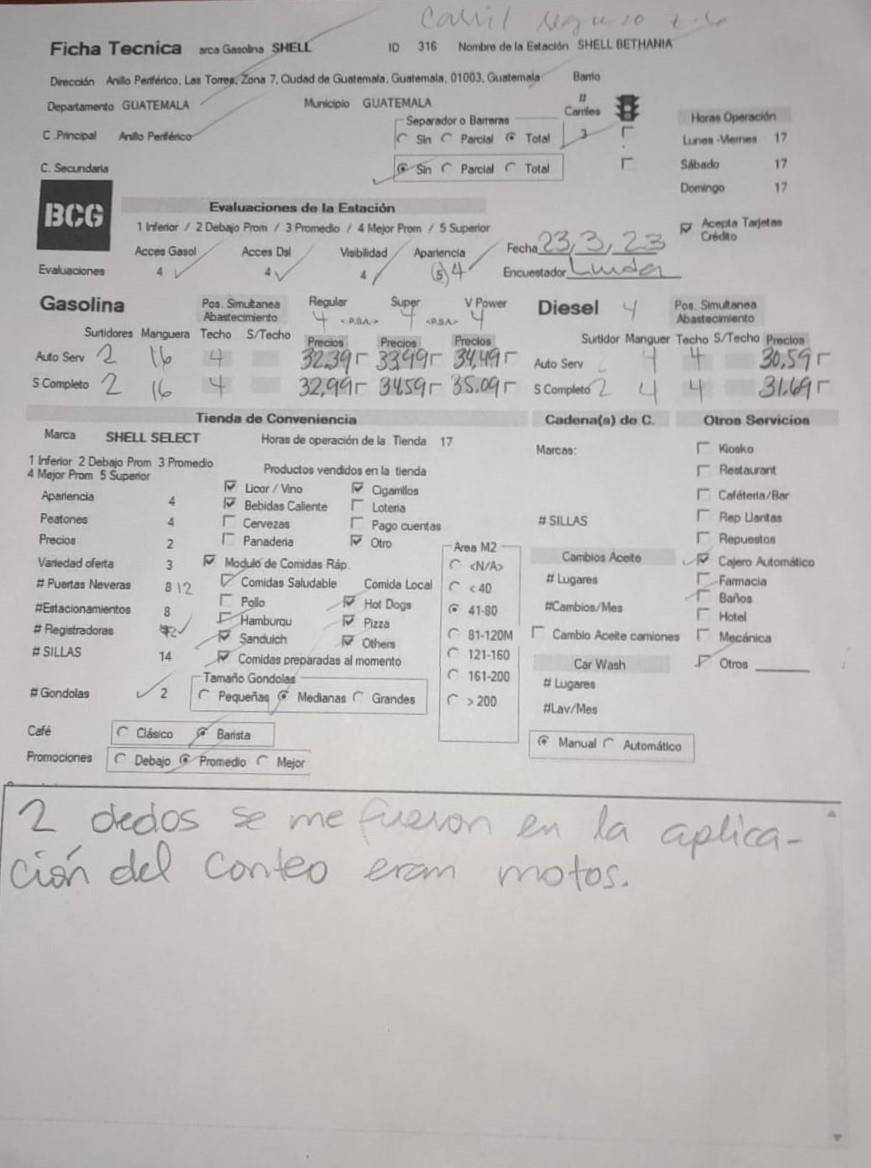 Carril
Ficha Tecnica arca Gasolina SHELL ID 316 Nombre de la Estación SHELL BETHANIA
Dirección Anillo Periférico, Las Torres, Zona 7, Ciudad de Guatemala, Guatemala, 01003, Guatemala Barrio
Departamento GUATEMALA Municipio GUATEMALA # Carriles
Separador o Barreras Horas Operación
C .Principal Anillo Periférico Sin Parcial Total 3 Lunes -Viernes 17
C. Secundaria Sin Parcial Total Sábado 17
Domingo 17
BCG
Evaluaciones de la Estación
1 Inferior / 2 Debajo Prom / 3 Promedio / 4 Mejor Prom / 5 Superior Acepta Tarjetas Crédito
Acces Gasol Acces Dsl Visibilidad Apariencia Fecha 23/3/23
Evaluaciones 4 4 4 (5) 4 Encuestador Linda
Gasolina Pos. Simultanea Abastecimiento Regular Super V Power Diesel 4 Pos. Simultanea Abastecimiento
4 4 4
Surtidores Manguera Techo S/Techo Precios Precios Precios Surtidor Manguer Techo S/Techo Precios
Auto Serv 2 16 4 32,39 33,99 34,49 Auto Serv 4 4 30,59
S Completo 2 16 4 32,99 34,59 35.09 S Completo 2 4 4 31,69
Tienda de Conveniencia Cadena(s) de C. Otros Servicios
Marca SHELL SELECT Horas de operación de la Tienda 17 Marcas: Kiosko
1 Inferior 2 Debajo Prom 3 Promedio
4 Mejor Prom 5 Superior Productos vendidos en la tienda Restaurant
Apariencia 4 Licor / Vino Cigarrillos Caféteria/Bar
Peatones 4 Bebidas Caliente Loteria # SILLAS Rep Llantas
Precios 2 Cervezas Pago cuentas Repuestos
Panaderia Otro Area M2
Variedad oferta 3 Modulo de Comidas Ráp. <N/A> Cambios Aceite Cajero Automático
# Puertas Neveras 8 12 Comidas Saludable Comida Local < 40 # Lugares Farmacia
Pollo Hot Dogs Baños
#Estacionamientos 8 Hamburgu Pizza 41-80 #Cambios/Mes Hotel
# Registradoras 2 Sanduich Others 81-120M Cambio Aceite camiones Mecánica
# SILLAS 14 Comidas preparadas al momento 121-160 Car Wash Otros
Tamaño Gondolas 161-200 # Lugares
# Gondolas 2 Pequeñas Medianas Grandes > 200 #Lav/Mes
Café Clásico Barista Manual Automático
Promociones Debajo Promedio Mejor
2 dedos se me fueron en la aplica-
ción del conteo eran motos.